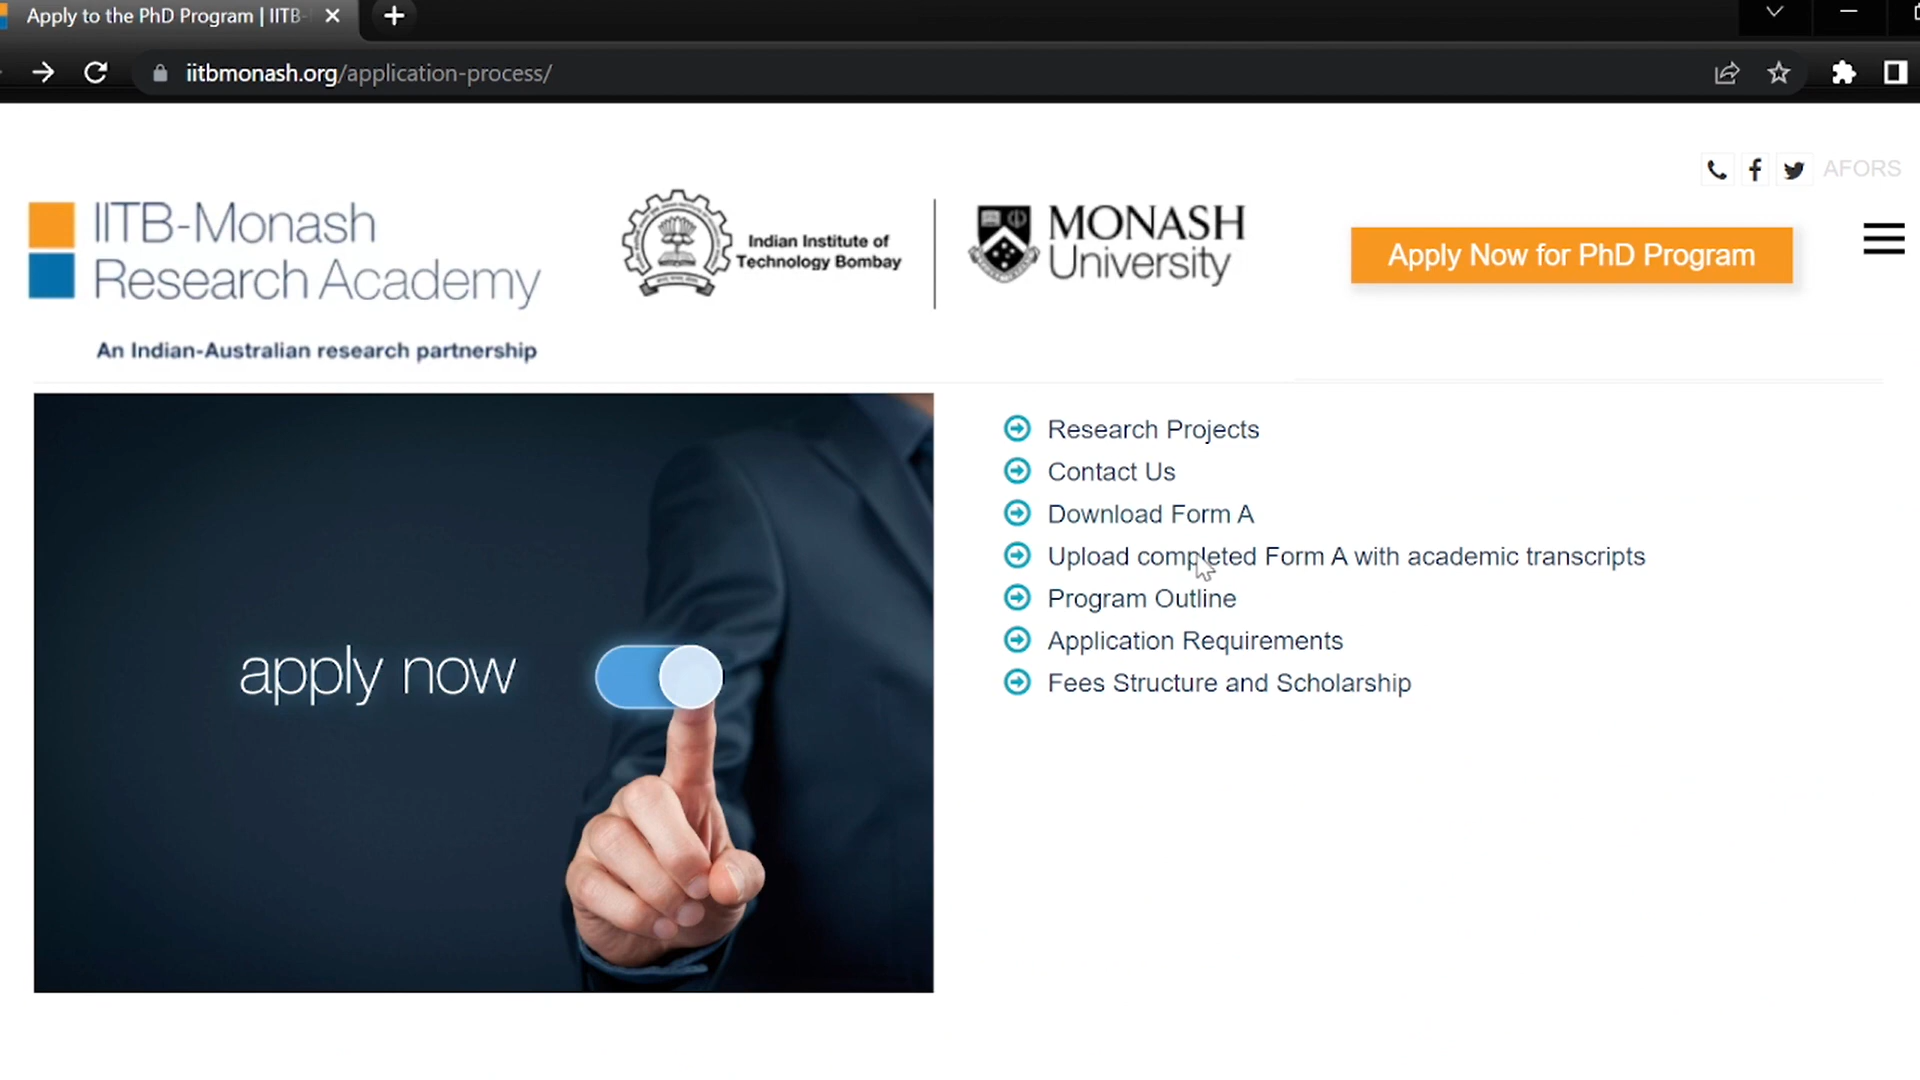 Apply to the PhD Program | IITB-
iitbmonash.org/application-process/
AFORS
IITB-Monash
Research Academy
An Indian-Australian research partnership
Indian Institute of
Technology Bombay
MONASH
University
Apply Now for PhD Program
Research Projects
Contact Us
Download Form A
Upload completed Form A with academic transcripts
Program Outline
Application Requirements
Fees Structure and Scholarship
apply now